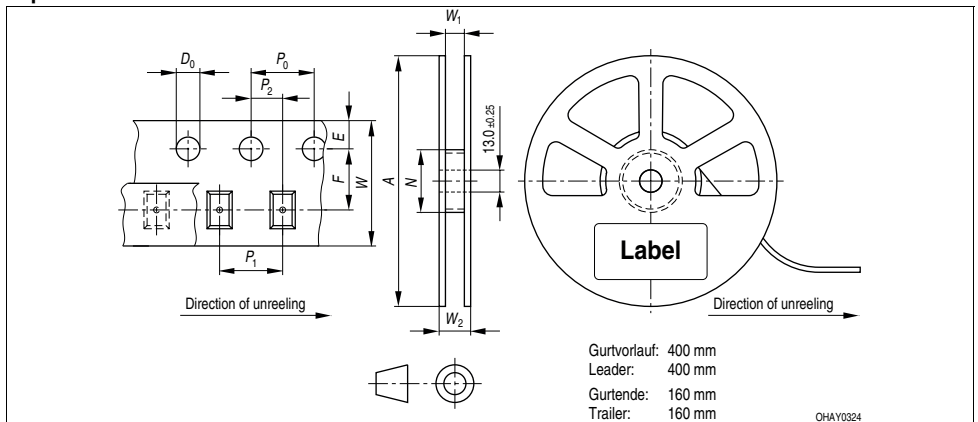 W1
D0
P0
P2
E
F
W
A
N
13.0 ±0.25
Label
P1
W2
Direction of unreeling
Direction of unreeling
Gurtvorlauf: 400 mm
Leader: 400 mm
Gurtende: 160 mm
Trailer: 160 mm
OHAY0324